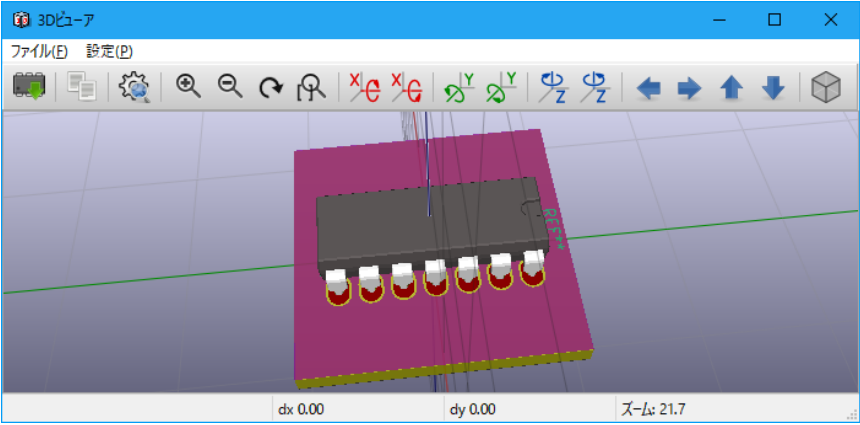 3Dビューア
ファイル(F) 設定(P)
X X Y Y Z Z
REF**
dx 0.00 dy 0.00 ズーム: 21.7